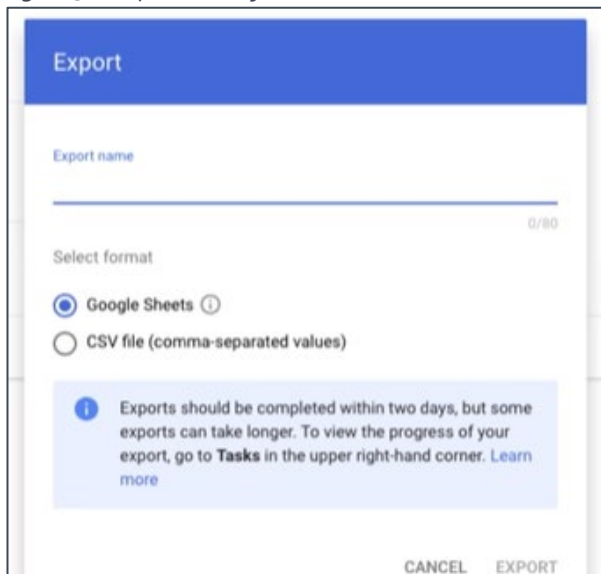 Export
Export name
0/80
Select format
Google Sheets
CSV file (comma-separated values)
Exports should be completed within two days, but some
exports can take longer. To view the progress of your
export, go to Tasks in the upper right-hand corner. Learn
more
CANCEL EXPORT